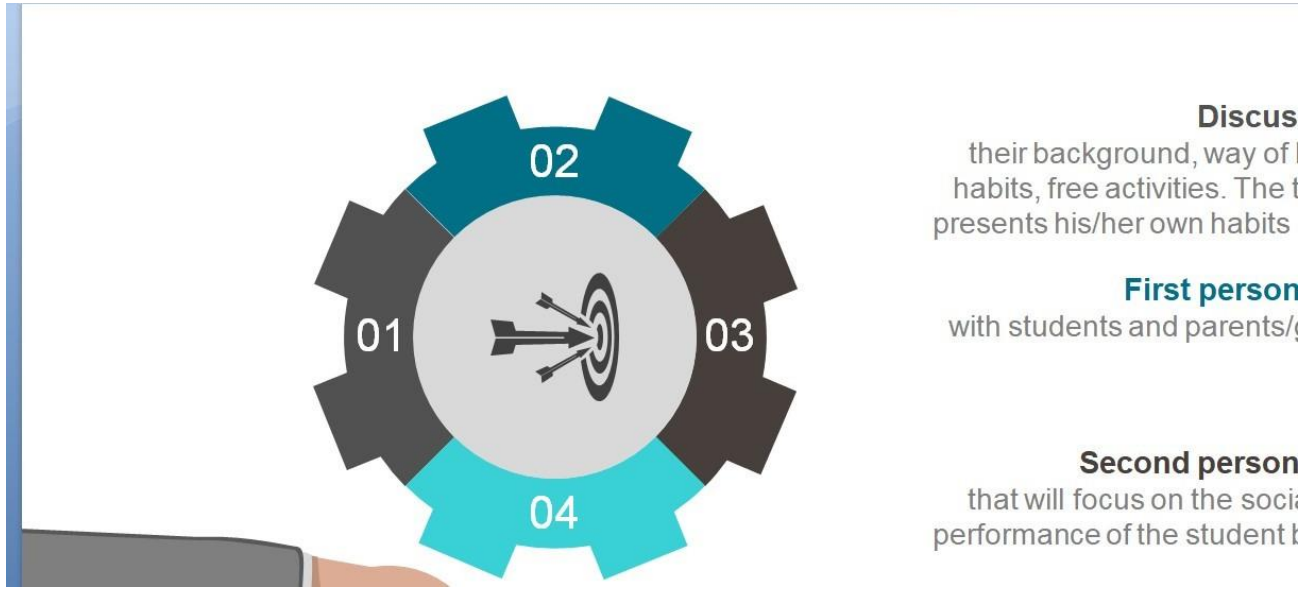 02
01
03
04
Discus
their background, way of
habits, free activities. The
presents his/her own habits
First person
with students and parents/
Second person
that will focus on the soci
performance of the student